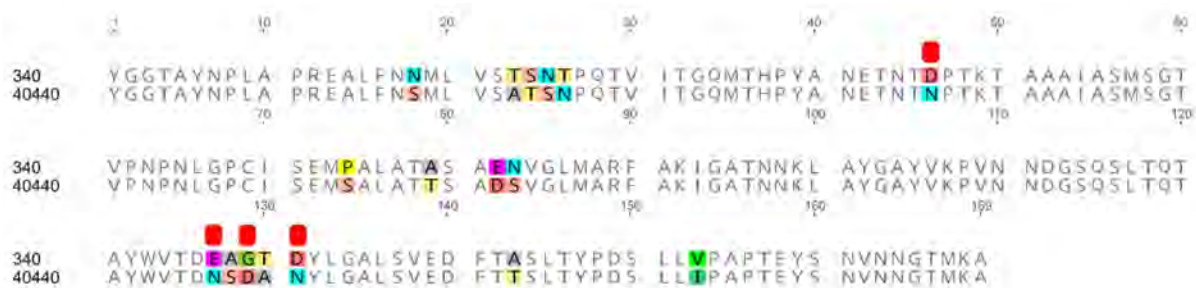 1 10 20 30 40 50 60
340 YGGTAYNPLA PREALFNNML VSTSNTPQTV ITGQMTHPYA NETNTDPTKT AAAIASMSGT
40440 YGGTAYNPLA PREALFNSML VSATSNPQTV ITGQMTHPYA NETNTNPTKT AAAIASMSGT
70 80 90 100 110 120
340 VPNPNLGPCI SEMPALATAS AENVGLMARF AKIGATNNKL AYGAYVKPVN NDGSQSLTQT
40440 VPNPNLGPCI SEMSALATTS ADSVGLMARF AKIGATNNKL AYGAYVKPVN NDGSQSLTQT
130 140 150 160 169
340 AYWVTDEAGT DYLGALSVED FTASLTYPDS LLVPAPTEYS NVNNGTMKA
40440 AYWVTDNSDA NYLGALSVED FTTSLTYPDS LLIPAPTEYS NVNNGTMKA